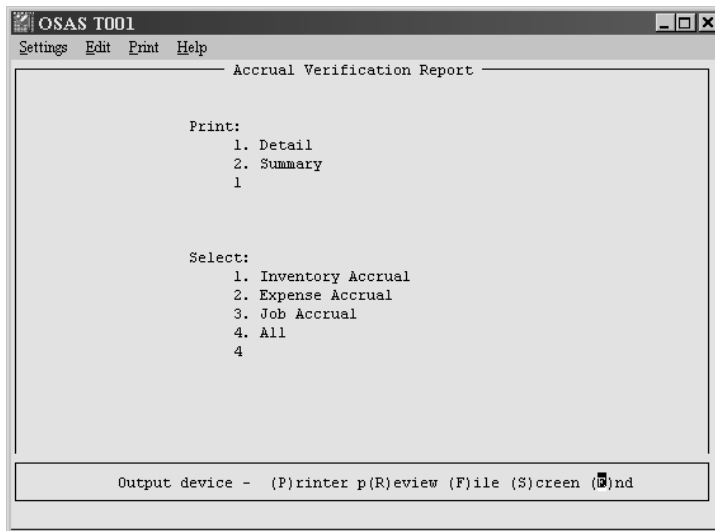 OSAS T001
Settings Edit Print Help
Accrual Verification Report
Print:
1. Detail
2. Summary
1
Select:
1. Inventory Accrual
2. Expense Accrual
3. Job Accrual
4. All
4
Output device - (P)rinter p(R)eview (F)ile (S)creen (E)nd